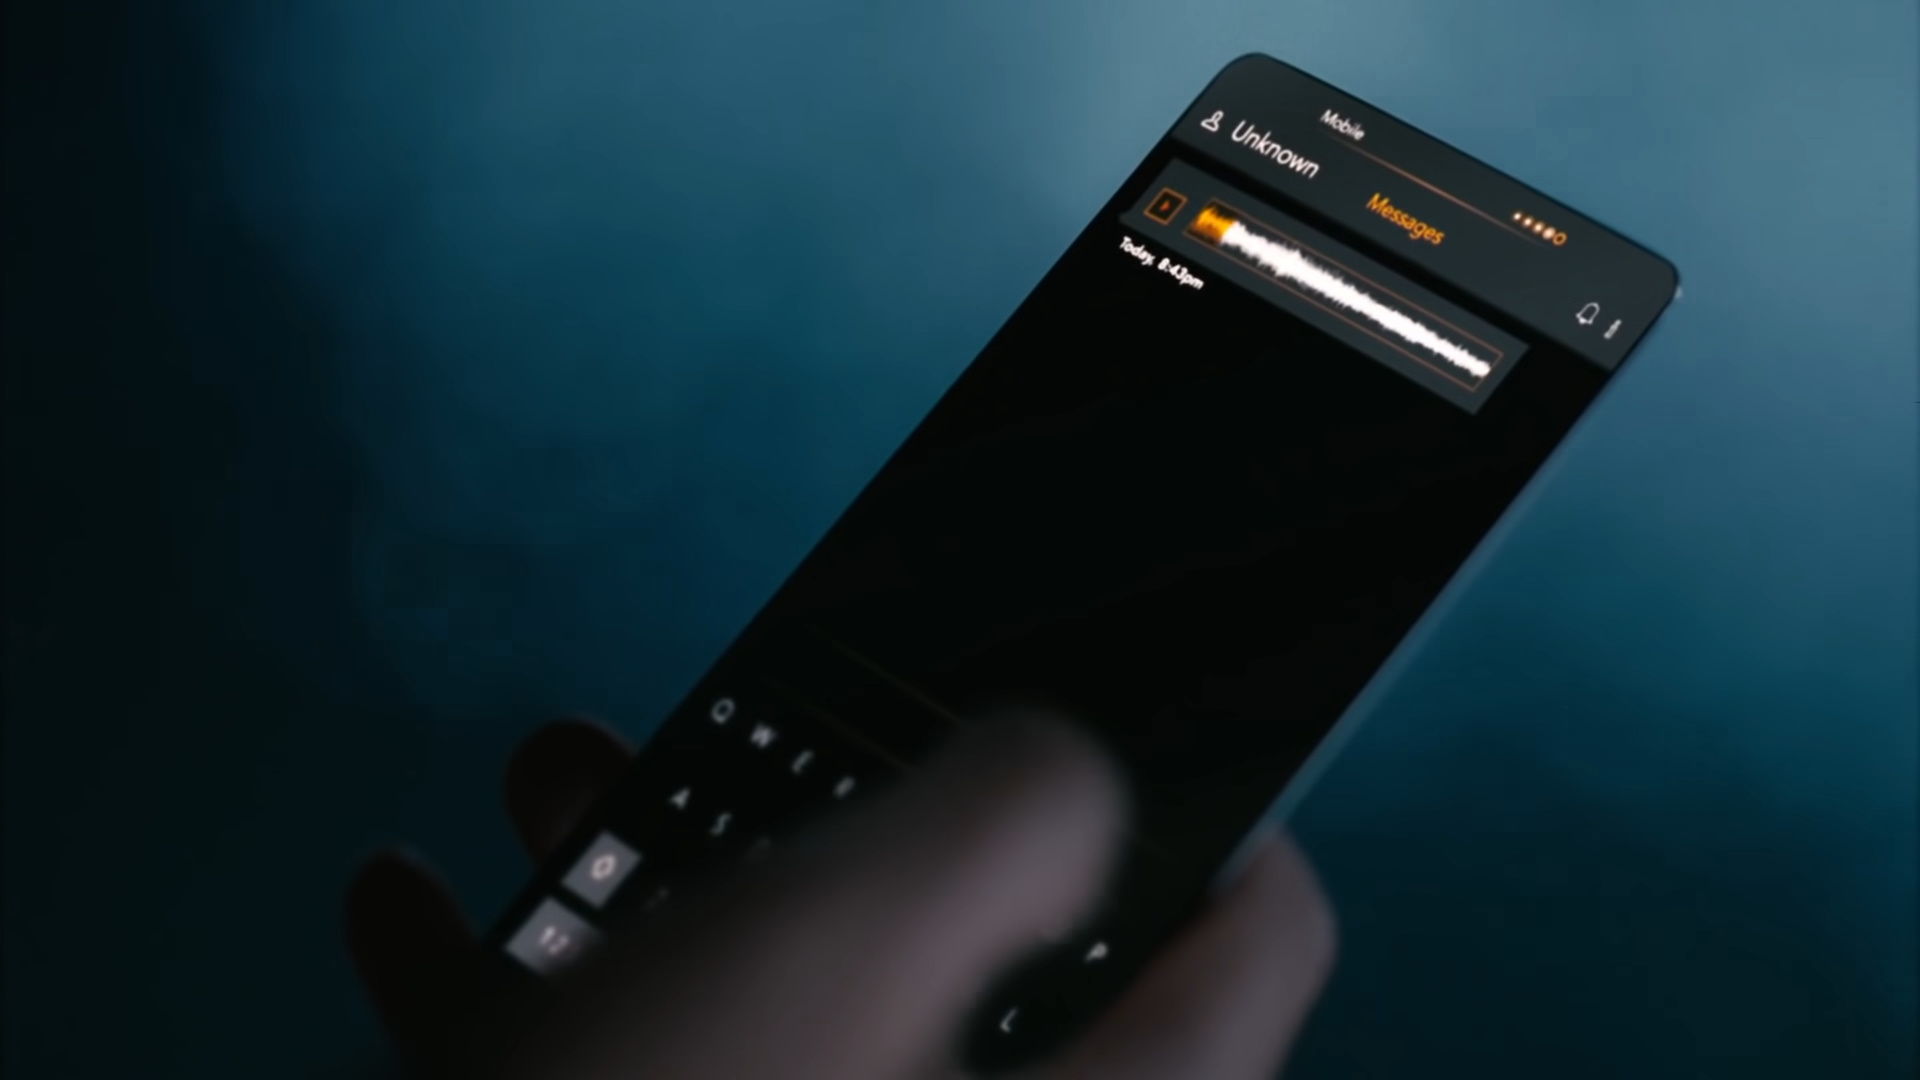 Mobile
Unknown
Messages
Today, 8:43pm
Q W E R
A S
P
L